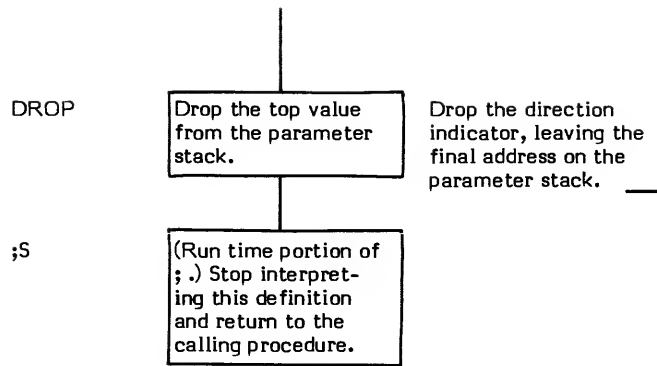 DROP
Drop the top value
from the parameter
stack.
Drop the direction
indicator, leaving the
final address on the
parameter stack.
;S
(Run time portion of
; .) Stop interpret-
ing this definition
and return to the
calling procedure.